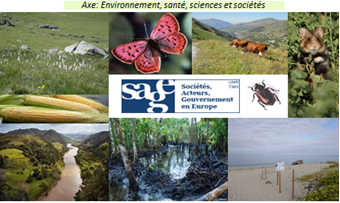 Axe: Environnement, santé, sciences et sociétés
sage
Sociétés,
Acteurs,
Gouvernement
en Europe
UMR
7363